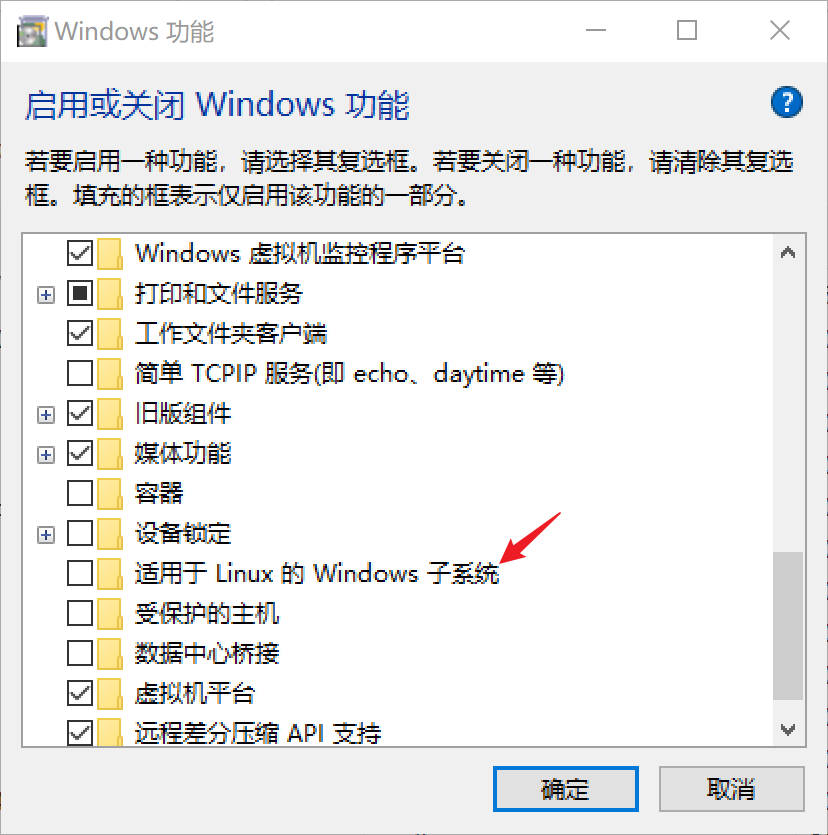 Windows 功能
启用或关闭 Windows 功能
?
若要启用一种功能，请选择其复选框。若要关闭一种功能，请清除其复选
框。填充的框表示仅启用该功能的一部分。
Windows 虚拟机监控程序平台
打印和文件服务
工作文件夹客户端
简单 TCPIP 服务(即 echo、daytime 等)
旧版组件
媒体功能
容器
设备锁定
适用于 Linux 的 Windows 子系统
受保护的主机
数据中心桥接
虚拟机平台
远程差分压缩 API 支持
确定
取消